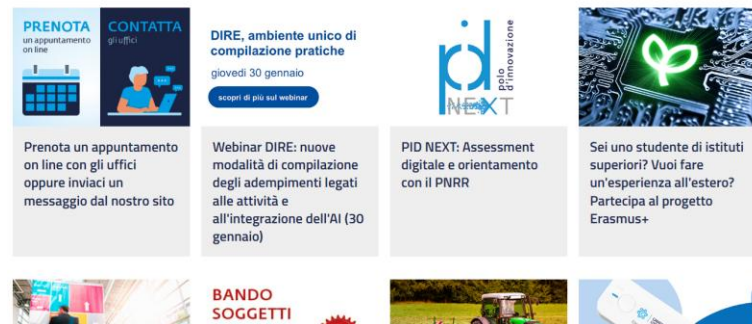 PRENOTA
un appuntamento
on line
CONTATTA
gli uffici
Prenota un appuntamento
on line con gli uffici
oppure inviaci un
messaggio dal nostro sito
DIRE, ambiente unico di
compilazione pratiche
giovedì 30 gennaio
scopri di più sul webinar
Webinar DIRE: nuove
modalità di compilazione
degli adempimenti legati
alle attività e
all'integrazione dell'AI (30
gennaio)
pid
polo
d'innovazione
NEXT
PID NEXT: Assessment
digitale e orientamento
con il PNRR
Sei uno studente di istituti
superiori? Vuoi fare
un'esperienza all'estero?
Partecipa al progetto
Erasmus+
BANDO
SOGGETTI